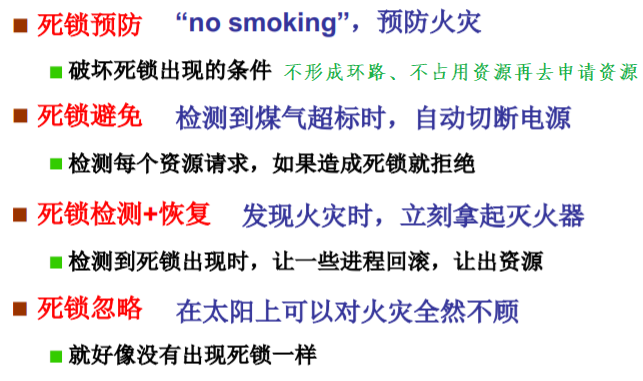 死锁预防 “no smoking”，预防火灾
破坏死锁出现的条件 不形成环路、不占用资源再去申请资源
死锁避免 检测到煤气超标时，自动切断电源
检测每个资源请求，如果造成死锁就拒绝
死锁检测+恢复 发现火灾时，立刻拿起灭火器
检测到死锁出现时，让一些进程回滚，让出资源
死锁忽略 在太阳上可以对火灾全然不顾
就好像没有出现死锁一样